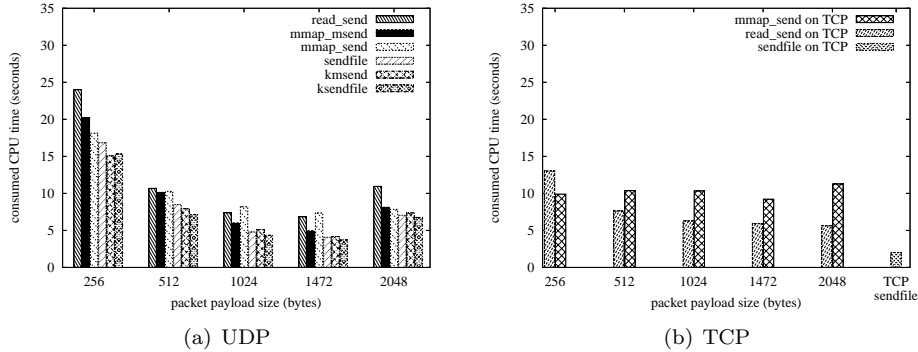 35
30
25
20
15
10
5
0
consumed CPU time (seconds)
read_send
mmap_msend
mmap_send
sendfile
kmsend
ksendfile
256 512 1024 1472 2048
packet payload size (bytes)
(a) UDP
35
30
25
20
15
10
5
0
consumed CPU time (seconds)
mmap_send on TCP
read_send on TCP
sendfile on TCP
256 512 1024 1472 2048 TCP
sendfile
packet payload size (bytes)
(b) TCP